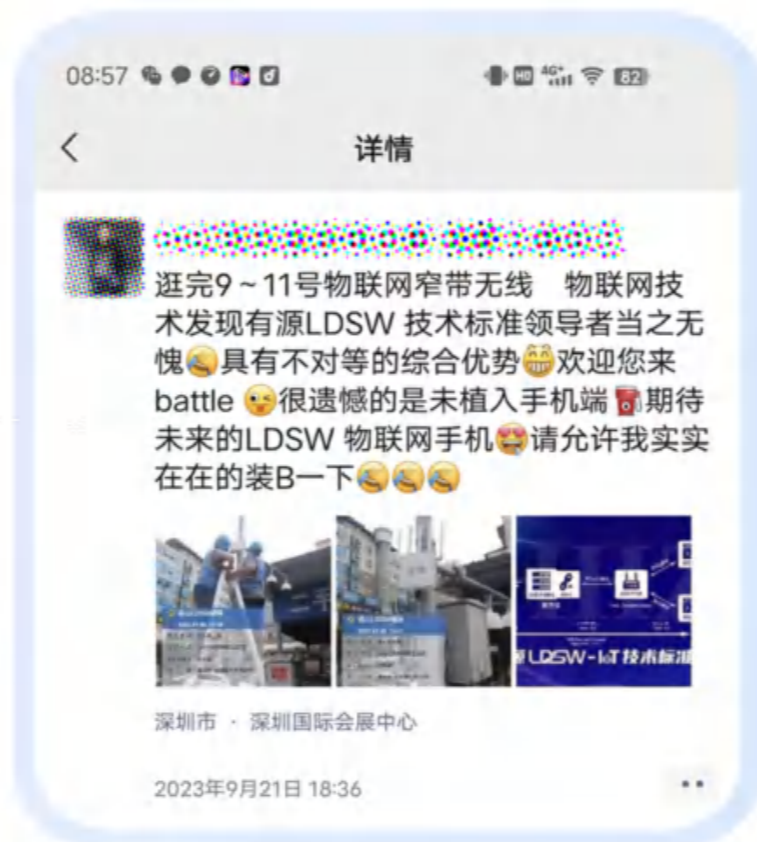 08:57
HD 4G+ 82
详情
逛完9~11号物联网窄带无线 物联网技
术发现有源LDSW 技术标准领导者当之无
愧🤣具有不对等的综合优势😁欢迎您来
battle 😜很遗憾的是未植入手机端⛽期待
未来的LDSW 物联网手机😍请允许我实实
在在的装B一下🤣🤣🤣
LDSW-IoT技术标准
深圳市 · 深圳国际会展中心
2023年9月21日 18:36